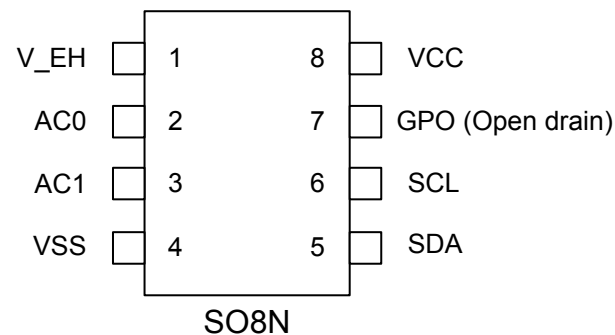 V_EH 1 8 VCC
AC0 2 7 GPO (Open drain)
AC1 3 6 SCL
VSS 4 5 SDA
SO8N